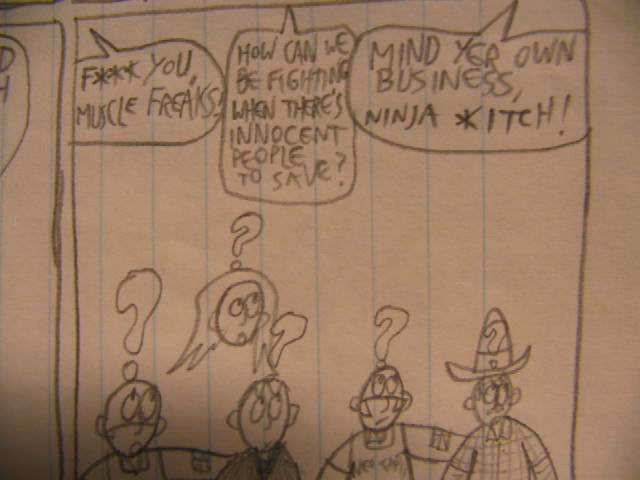 D
H
F*** YOU,
MUSCLE FREAKS!
HOW CAN WE
BE FIGHTING
WHEN THERE'S
INNOCENT
PEOPLE
TO SAVE?
MIND YER OWN
BUSINESS,
NINJA *ITCH!
?
?
?
?
?